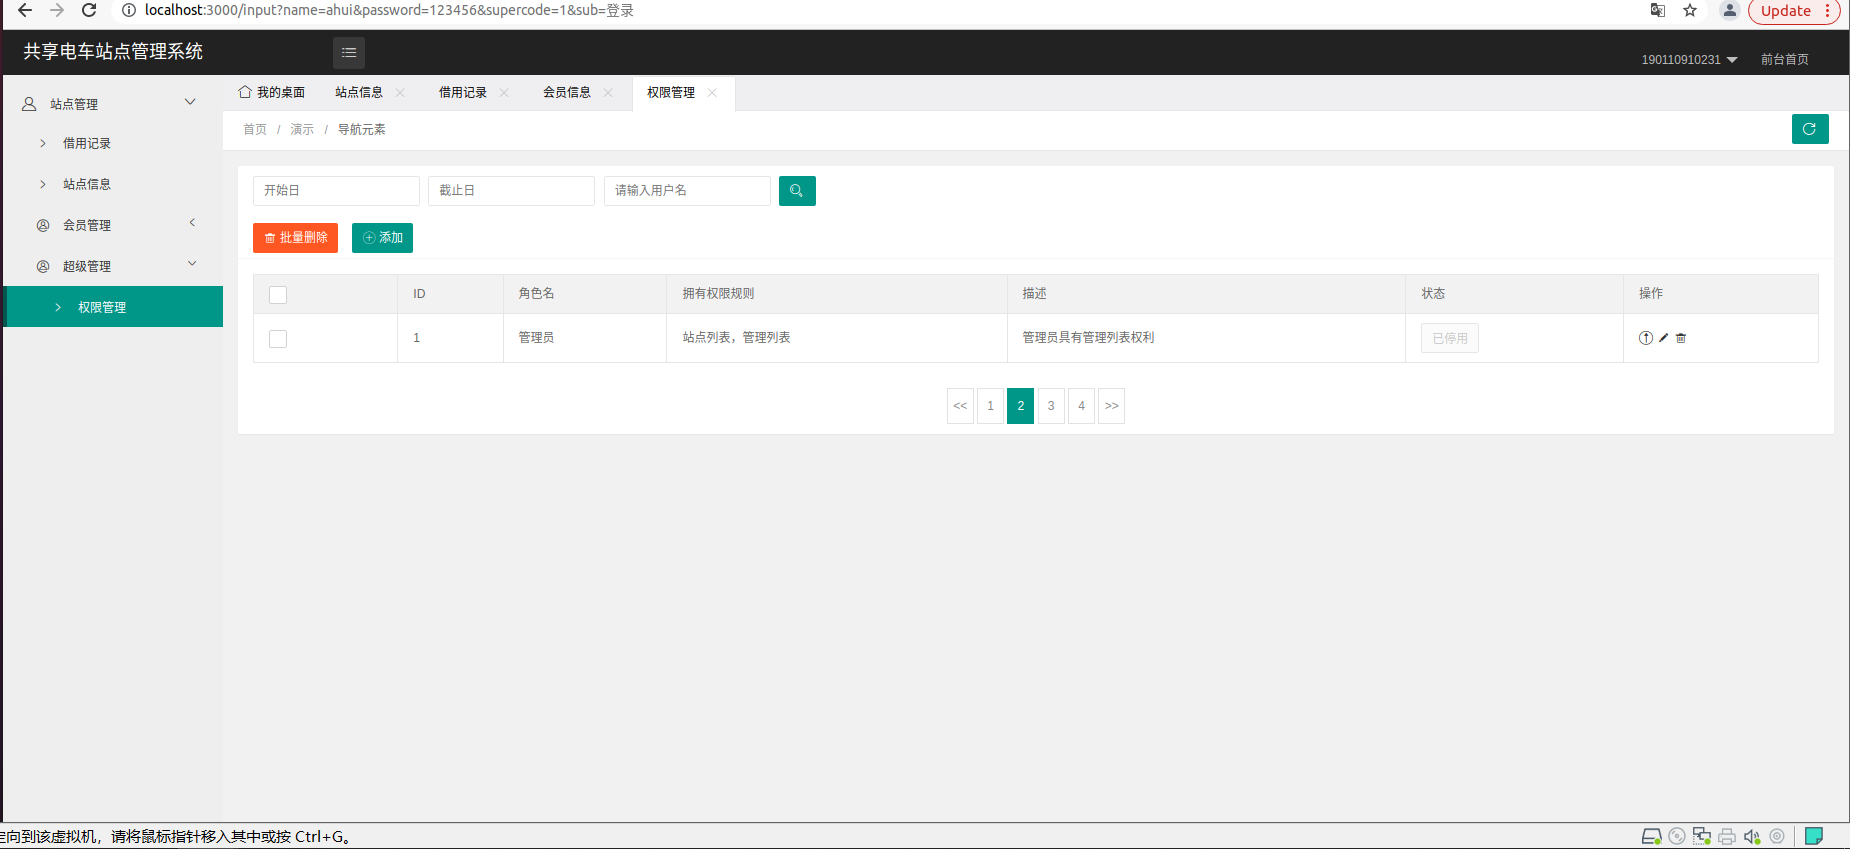 localhost:3000/input?name=ahui&password=123456&supercode=1&sub=登录
Update
共享电车站点管理系统
190110910231 前台首页
站点管理
借用记录
站点信息
会员管理
超级管理
权限管理
我的桌面 站点信息 借用记录 会员信息 权限管理
首页 / 演示 / 导航元素
开始日 截止日 请输入用户名
批量删除 添加
ID 角色名 拥有权限规则 描述 状态 操作
1 管理员 站点列表，管理列表 管理员具有管理列表权利 已停用
<< 1 2 3 4 >>
向到该虚拟机，请将鼠标指针移入其中或按 Ctrl+G。